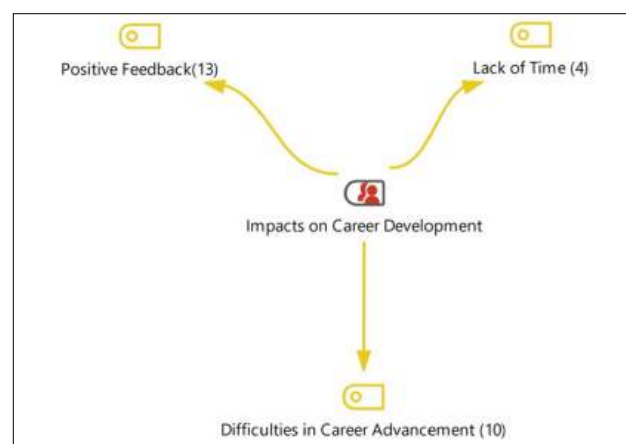 Positive Feedback(13)
Lack of Time (4)
Impacts on Career Development
Difficulties in Career Advancement (10)